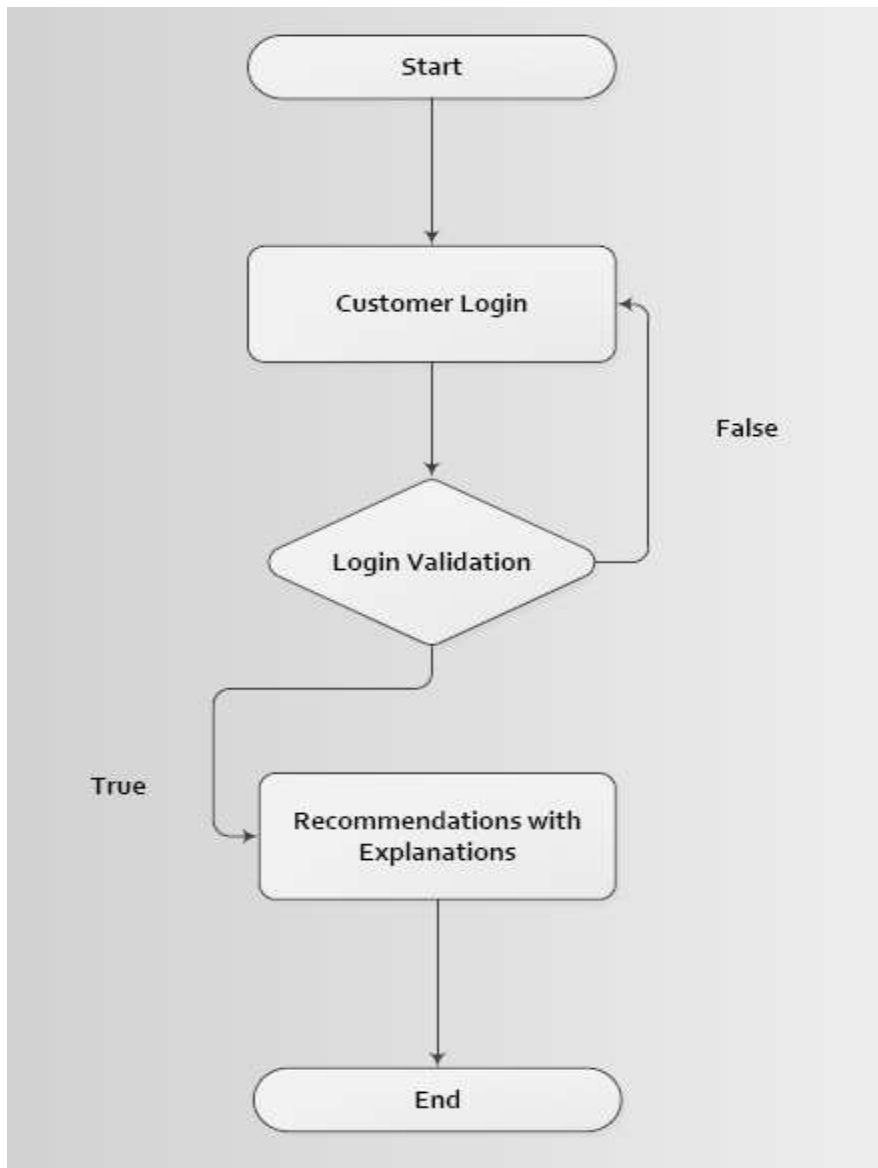 Start
Customer Login
False
Login Validation
True
Recommendations with
Explanations
End